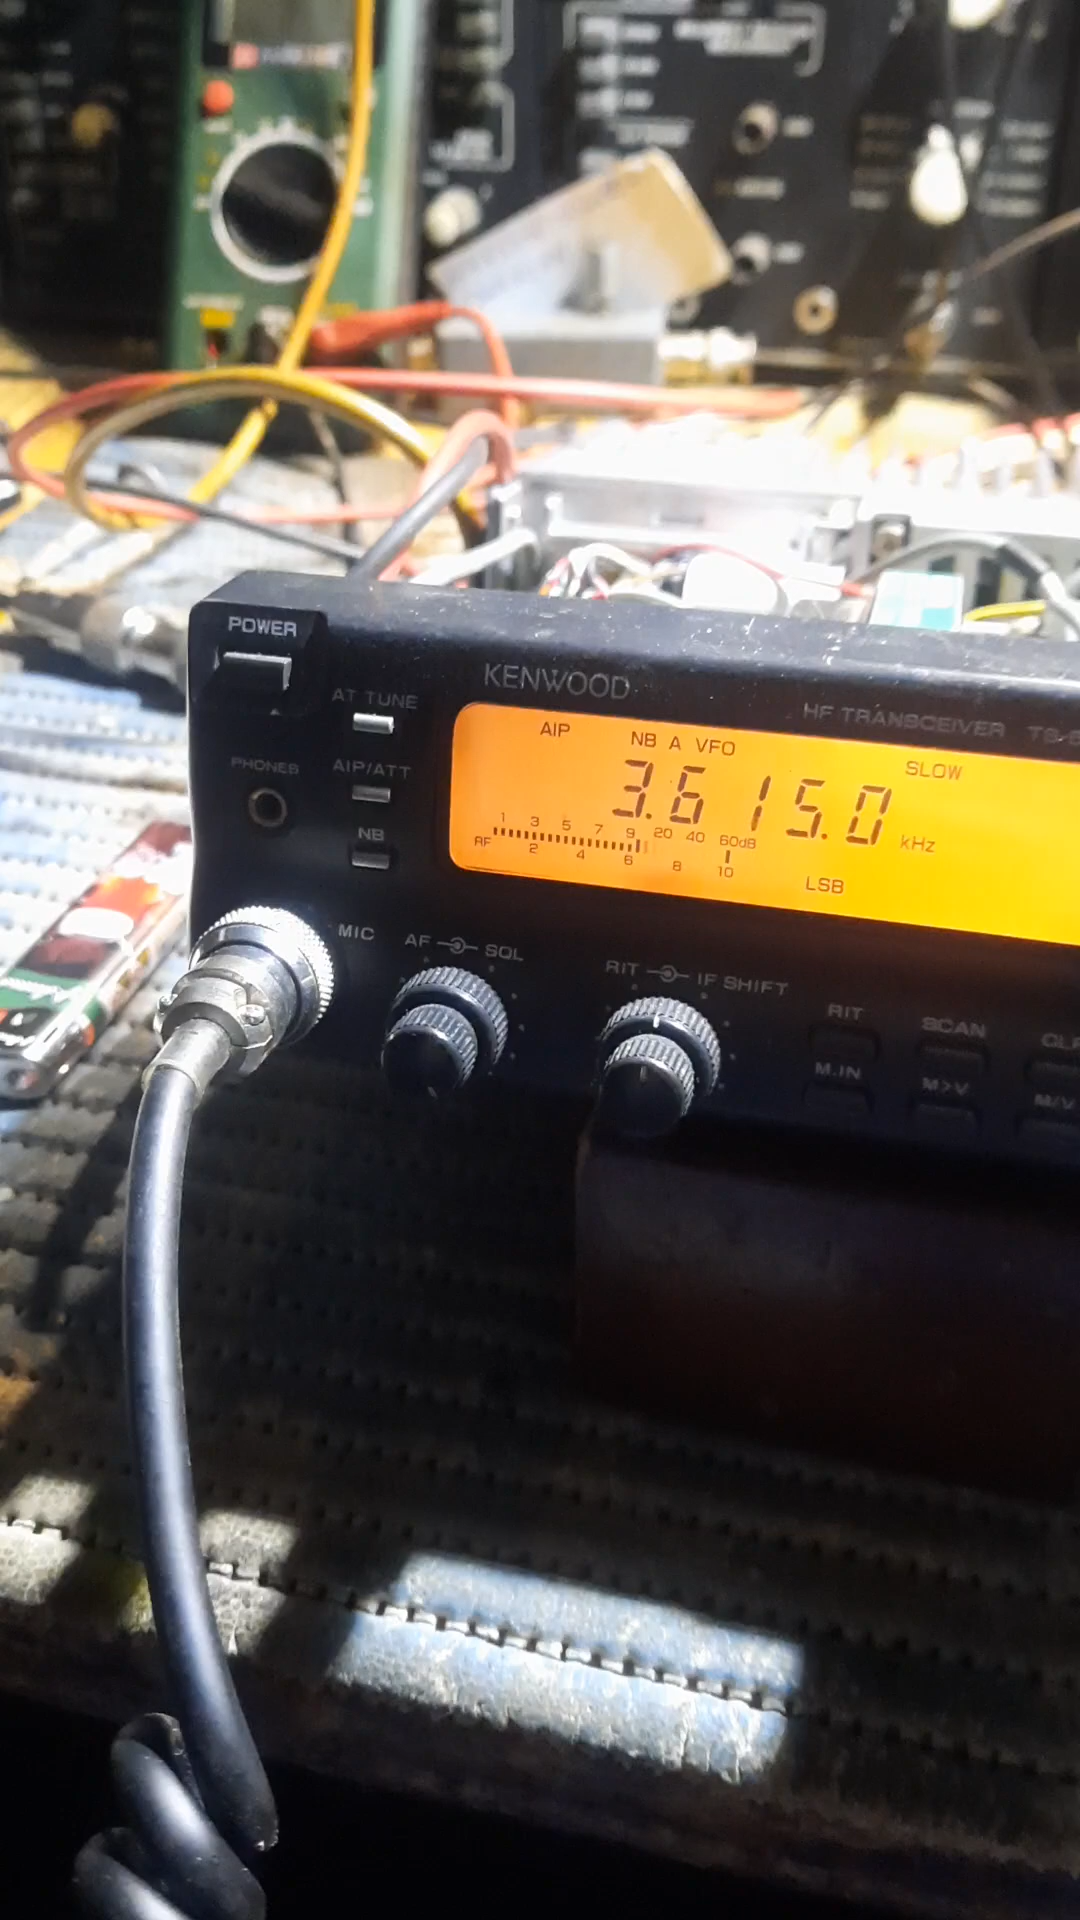 POWER
KENWOOD
AT TUNE
HF TRANSCEIVER TS-
AIP NB A VFO
SLOW
PHONES
AIP/ATT
3.615.0 kHz
1 3 5 7 9 20 40 60dB
RF
2 4 6 8 10
NB
LSB
MIC
AF SQL
RIT IF SHIFT
RIT
SCAN
M.IN
M>V
M/V